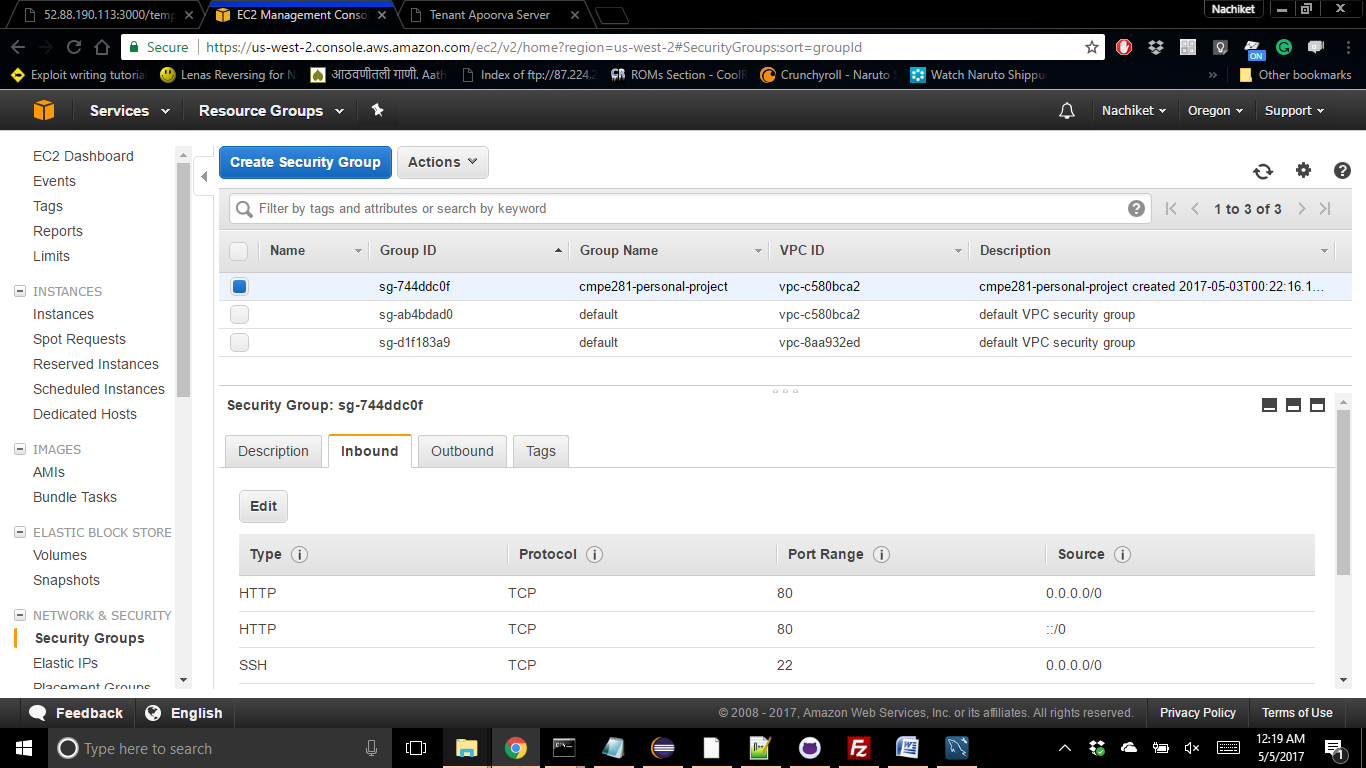 Nachiket
52.88.190.113:3000/temp
EC2 Management Conso
Tenant Apoorva Server
Secure https://us-west-2.console.aws.amazon.com/ec2/v2/home?region=us-west-2#SecurityGroups:sort=groupId
ON
Exploit writing tutorial Lenas Reversing for N आठवणीतली गाणी. Aath Index of ftp://87.224.2 CR ROMs Section - CoolR Crunchyroll - Naruto S Watch Naruto Shippu » Other bookmarks
Services Resource Groups Nachiket Oregon Support
EC2 Dashboard
Events
Tags
Reports
Limits
INSTANCES
Instances
Spot Requests
Reserved Instances
Scheduled Instances
Dedicated Hosts
IMAGES
AMIs
Bundle Tasks
ELASTIC BLOCK STORE
Volumes
Snapshots
NETWORK & SECURITY
Security Groups
Elastic IPs
Placement Groups
Create Security Group Actions
Filter by tags and attributes or search by keyword 1 to 3 of 3
Name Group ID Group Name VPC ID Description
sg-744ddc0f cmpe281-personal-project vpc-c580bca2 cmpe281-personal-project created 2017-05-03T00:22:16.1...
sg-ab4bdad0 default vpc-c580bca2 default VPC security group
sg-d1f183a9 default vpc-8aa932ed default VPC security group
Security Group: sg-744ddc0f
Description Inbound Outbound Tags
Edit
Type Protocol Port Range Source
HTTP TCP 80 0.0.0.0/0
HTTP TCP 80 ::/0
SSH TCP 22 0.0.0.0/0
Feedback English © 2008 - 2017, Amazon Web Services, Inc. or its affiliates. All rights reserved. Privacy Policy Terms of Use
Type here to search
12:19 AM
5/5/2017
1